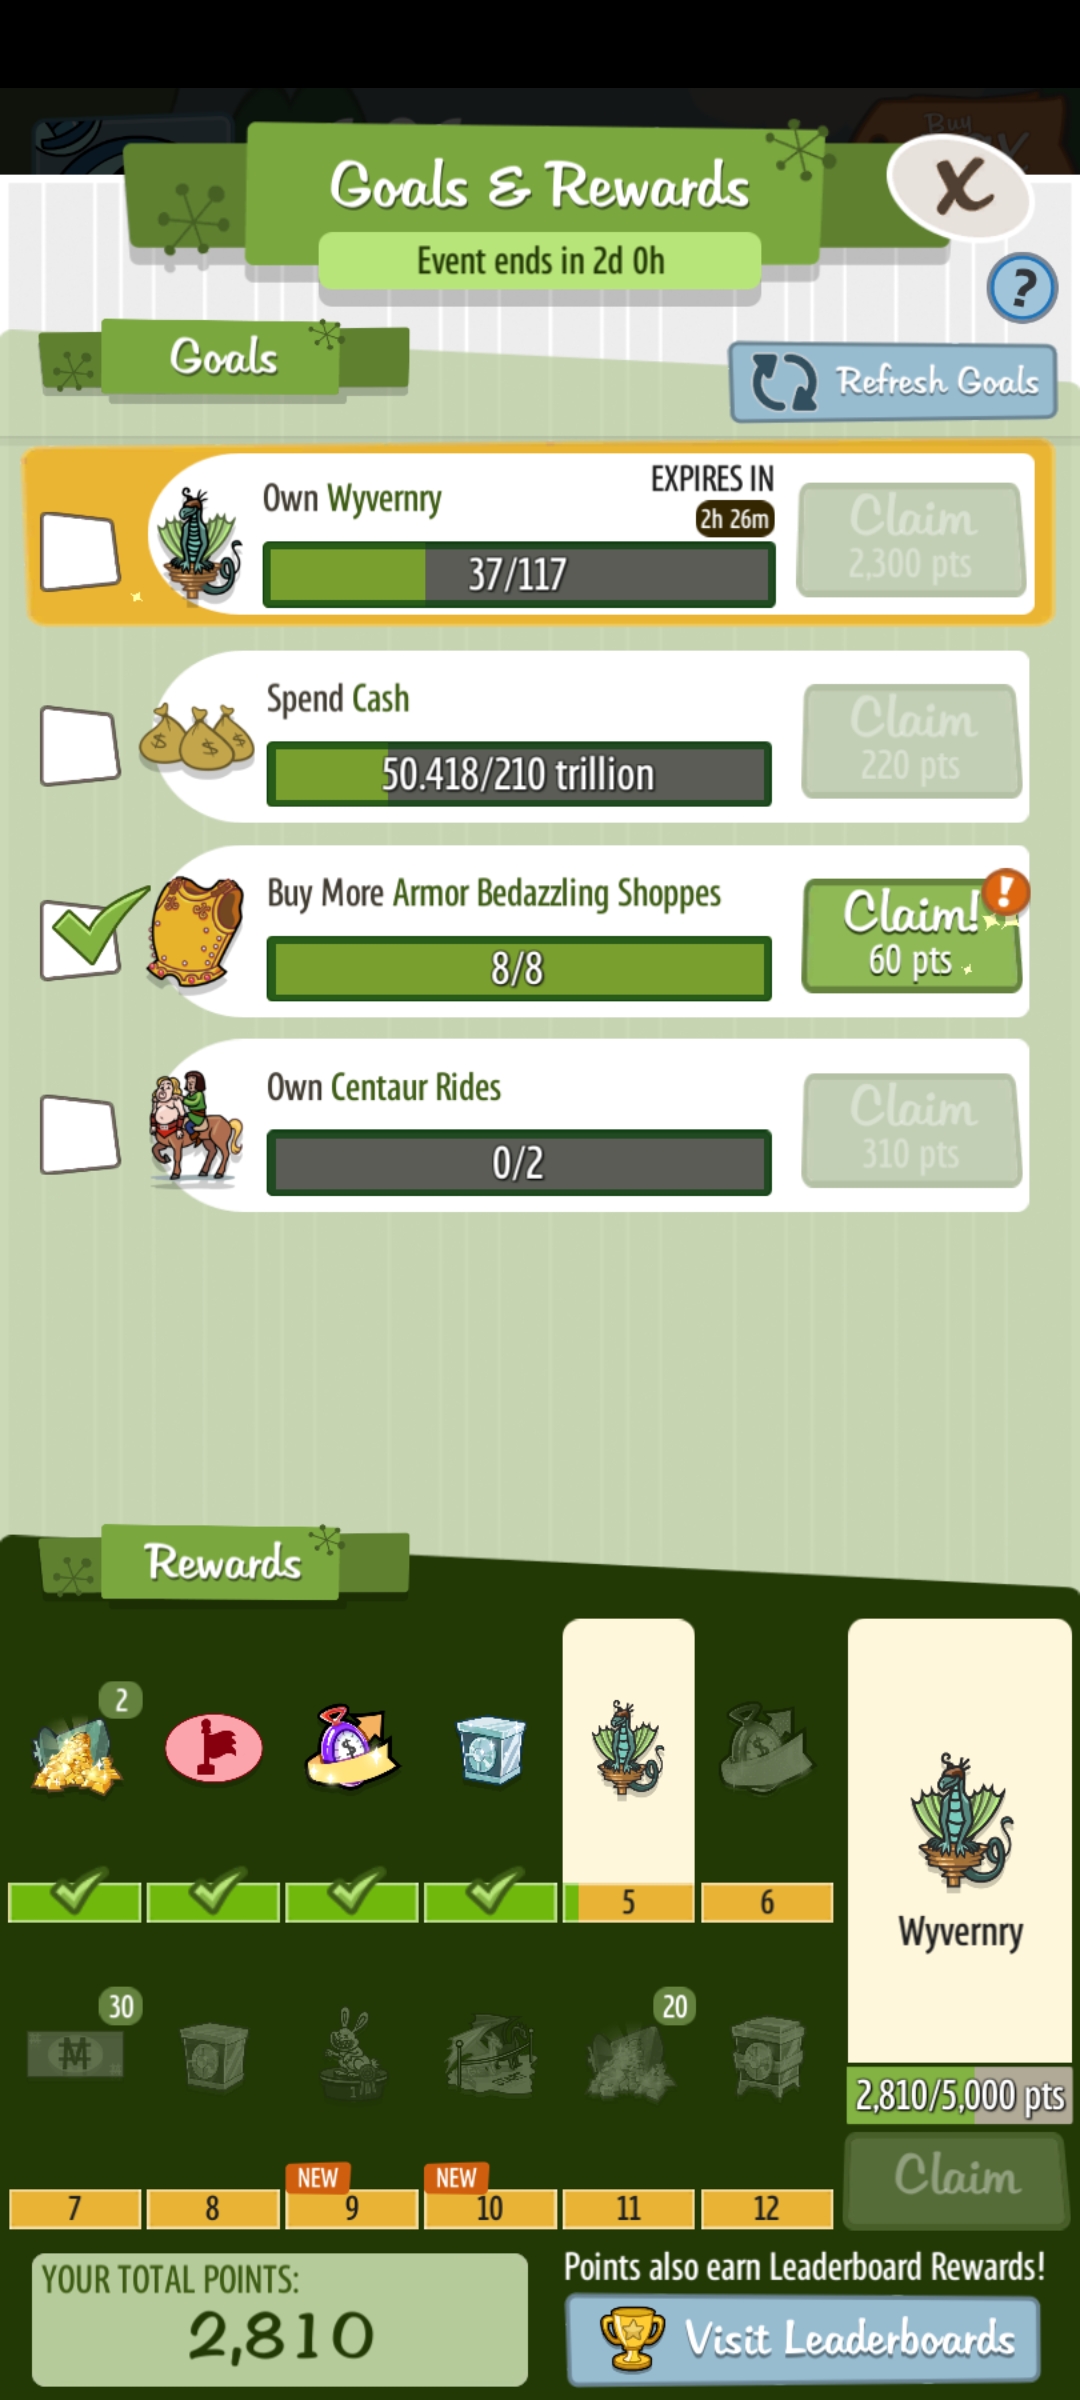 Buy
Goals & Rewards
X
Event ends in 2d 0h
?
Goals
Refresh Goals
Own Wyvernry
EXPIRES IN
2h 26m
37/117
Claim
2,300 pts
Spend Cash
50.418/210 trillion
Claim
220 pts
Buy More Armor Bedazzling Shoppes
8/8
Claim!
60 pts
!
Own Centaur Rides
0/2
Claim
310 pts
Rewards
2
5
6
Wyvernry
30
20
2,810/5,000 pts
Claim
NEW
NEW
7
8
9
10
11
12
YOUR TOTAL POINTS:
2,810
Points also earn Leaderboard Rewards!
Visit Leaderboards